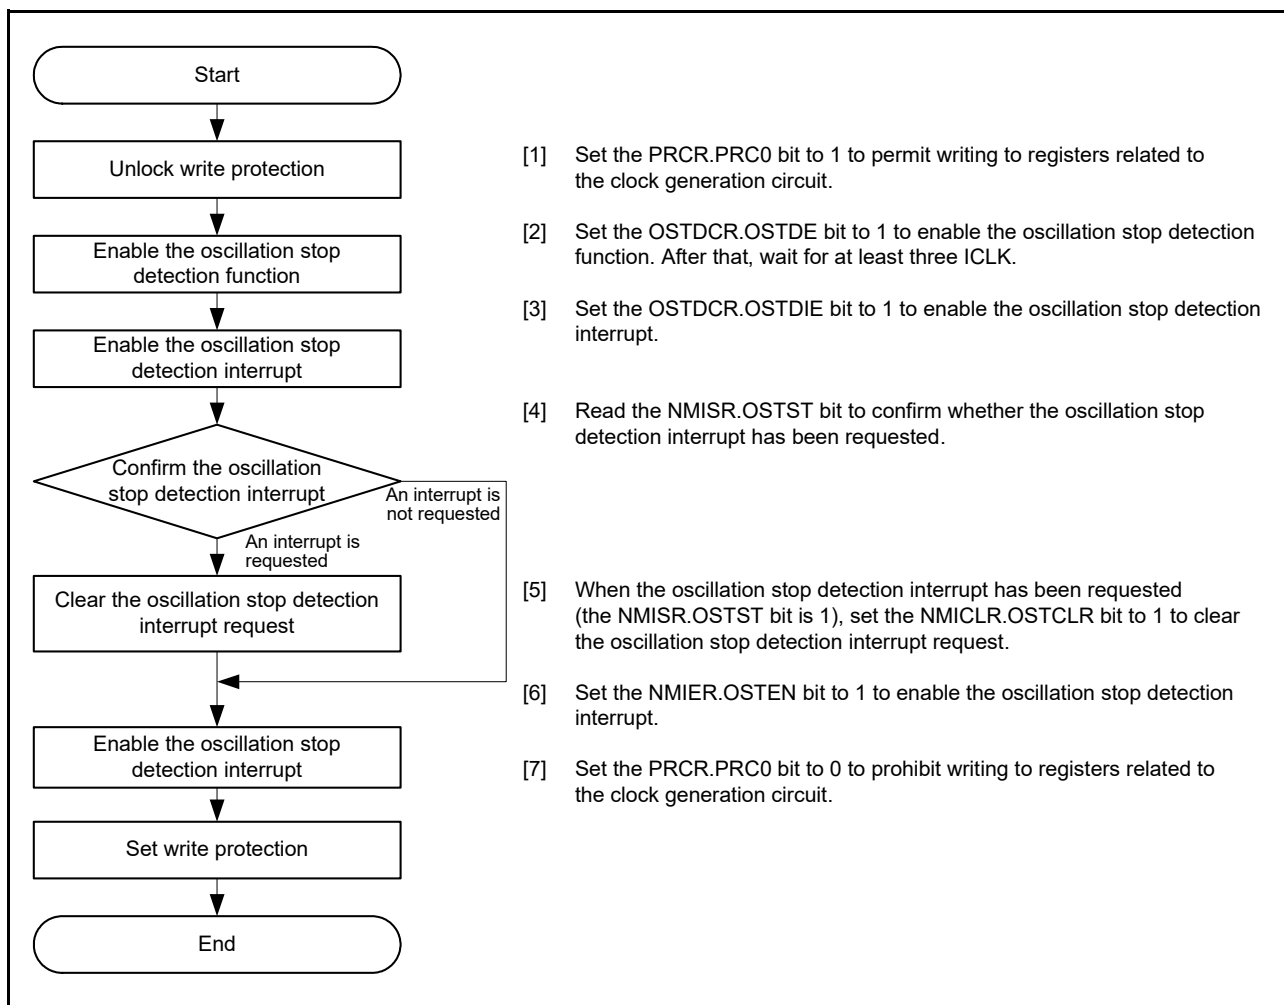 Start
Unlock write protection
Enable the oscillation stop
detection function
Enable the oscillation stop
detection interrupt
Confirm the oscillation
stop detection interrupt
An interrupt is
not requested
An interrupt is
requested
Clear the oscillation stop detection
interrupt request
Enable the oscillation stop
detection interrupt
Set write protection
End
[1] Set the PRCR.PRC0 bit to 1 to permit writing to registers related to
the clock generation circuit.
[2] Set the OSTDCR.OSTDE bit to 1 to enable the oscillation stop detection
function. After that, wait for at least three ICLK.
[3] Set the OSTDCR.OSTDIE bit to 1 to enable the oscillation stop detection
interrupt.
[4] Read the NMISR.OSTST bit to confirm whether the oscillation stop
detection interrupt has been requested.
[5] When the oscillation stop detection interrupt has been requested
(the NMISR.OSTST bit is 1), set the NMICLR.OSTCLR bit to 1 to clear
the oscillation stop detection interrupt request.
[6] Set the NMIER.OSTEN bit to 1 to enable the oscillation stop detection
interrupt.
[7] Set the PRCR.PRC0 bit to 0 to prohibit writing to registers related to
the clock generation circuit.